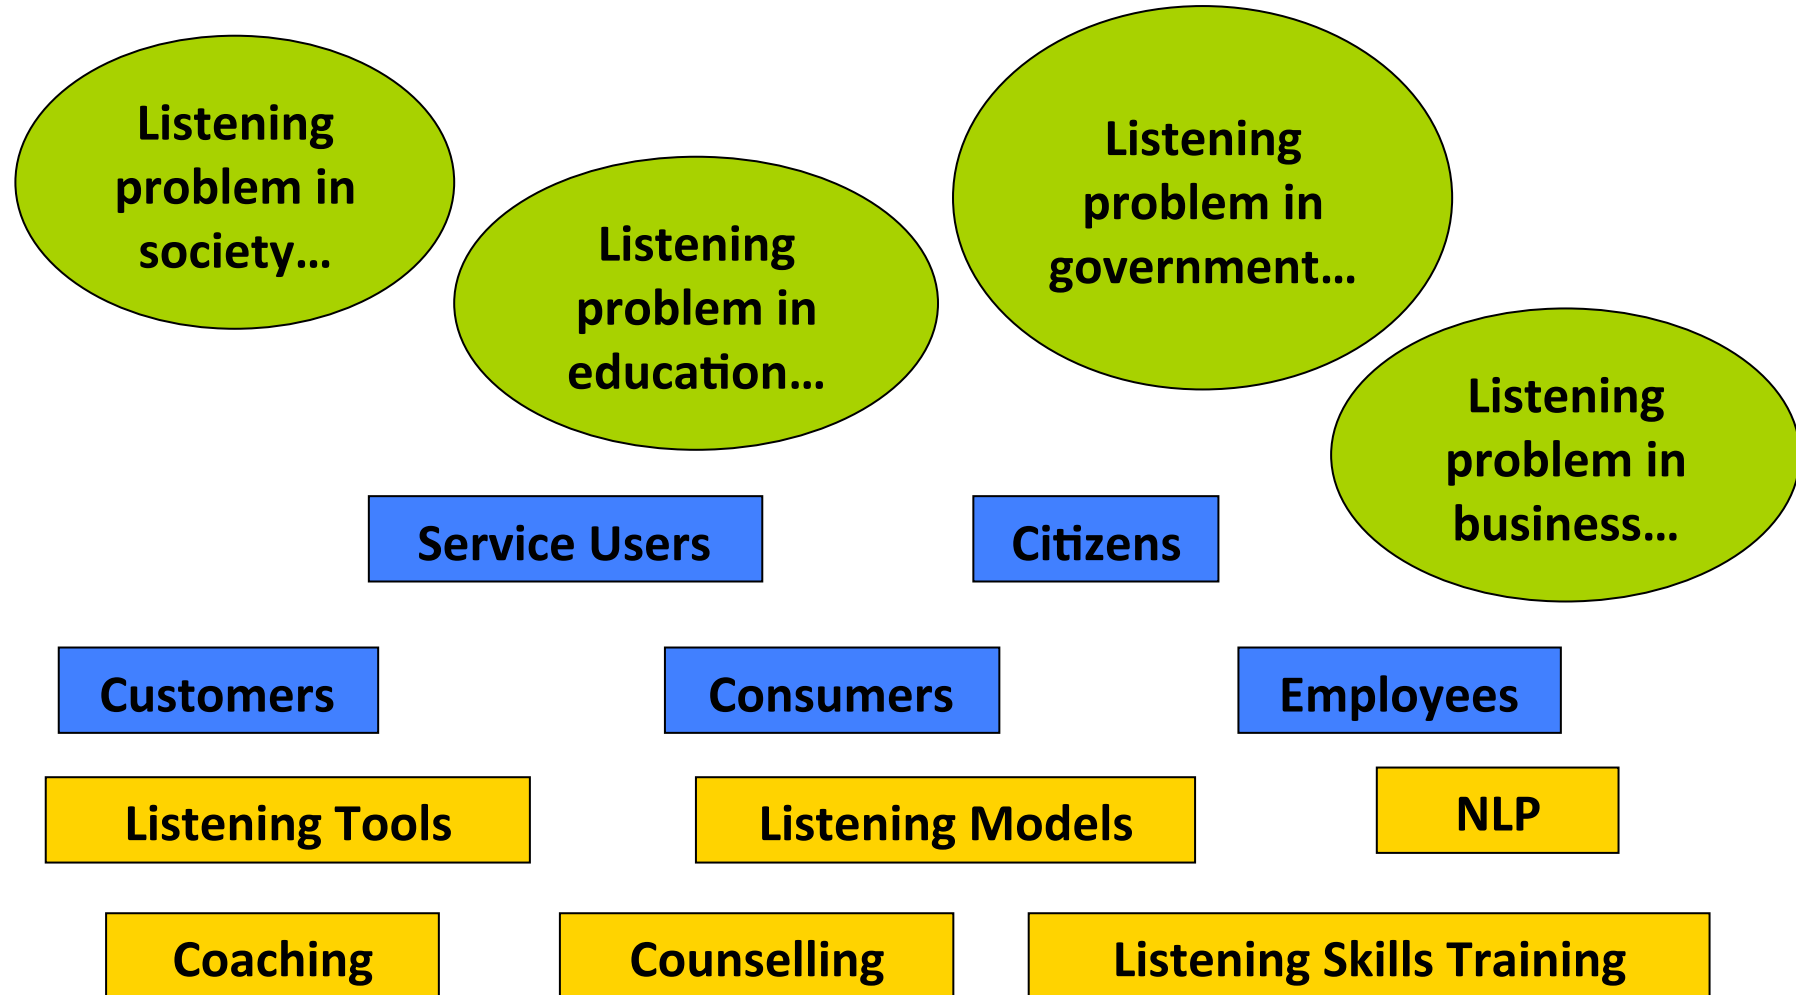 Listening
problem in
society…
Listening
problem in
education…
Listening
problem in
government…
Listening
problem in
business…
Service Users
Citizens
Customers
Consumers
Employees
Listening Tools
Listening Models
NLP
Coaching
Counselling
Listening Skills Training